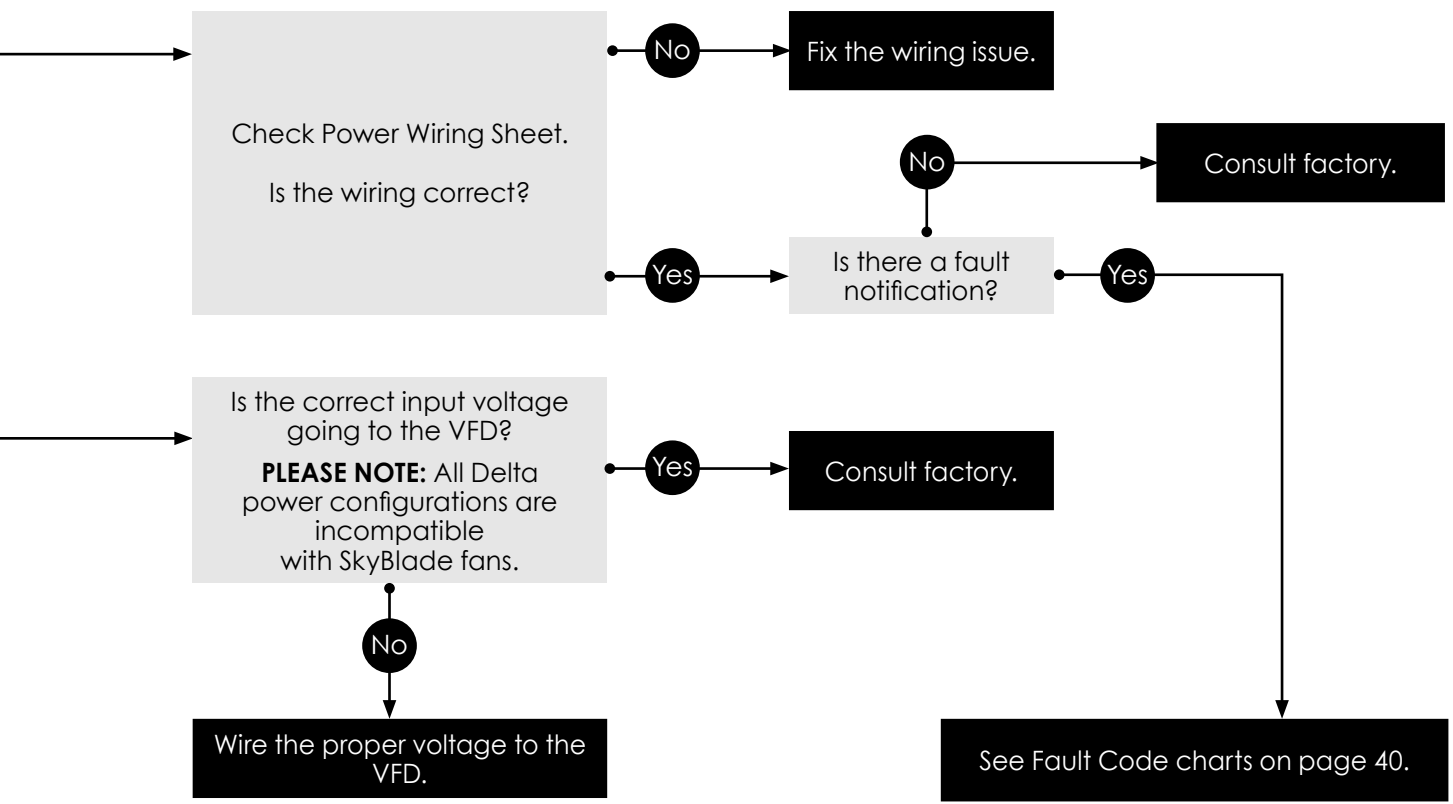 Check Power Wiring Sheet.
Is the wiring correct?
No
Fix the wiring issue.
Yes
Is there a fault
notification?
No
Consult factory.
Yes
Is the correct input voltage
going to the VFD?
PLEASE NOTE: All Delta
power configurations are
incompatible
with SkyBlade fans.
Yes
Consult factory.
No
Wire the proper voltage to the
VFD.
See Fault Code charts on page 40.